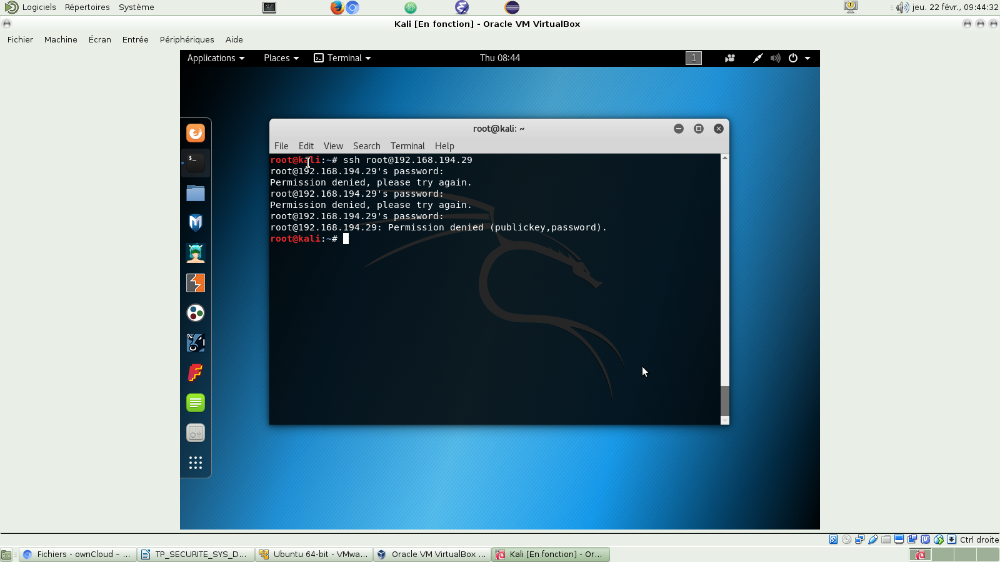 Logiciels Répertoires Système jeu. 22 févr., 09:44:32
Kali [En fonction] - Oracle VM VirtualBox
Fichier Machine Écran Entrée Périphériques Aide
Applications Places Terminal Thu 08:44 1
root@kali: ~
File Edit View Search Terminal Help
root@kali:~# ssh root@192.168.194.29
root@192.168.194.29's password:
Permission denied, please try again.
root@192.168.194.29's password:
Permission denied, please try again.
root@192.168.194.29's password:
root@192.168.194.29: Permission denied (publickey,password).
root@kali:~#
Ctrl droite
Fichiers - ownCloud – ... TP_SECURITE_SYS_D... Ubuntu 64-bit - VMwa... Oracle VM VirtualBox ... Kali [En fonction] - Or...